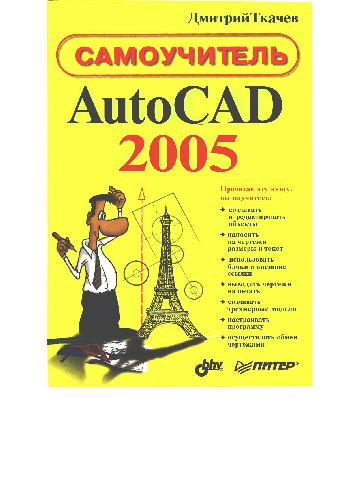 Дмитрий Ткачев
САМОУЧИТЕЛЬ
AutoCAD
2005
Прочитав эту книгу,
вы научитесь:
создавать
и редактировать
объекты
наносить
на чертежи
размеры и текст
использовать
блоки и внешние
ссылки
выводить чертежи
на печать
создавать
трехмерные модели
настраивать
программу
осуществлять обмен
чертежами
bhv
ПИТЕР